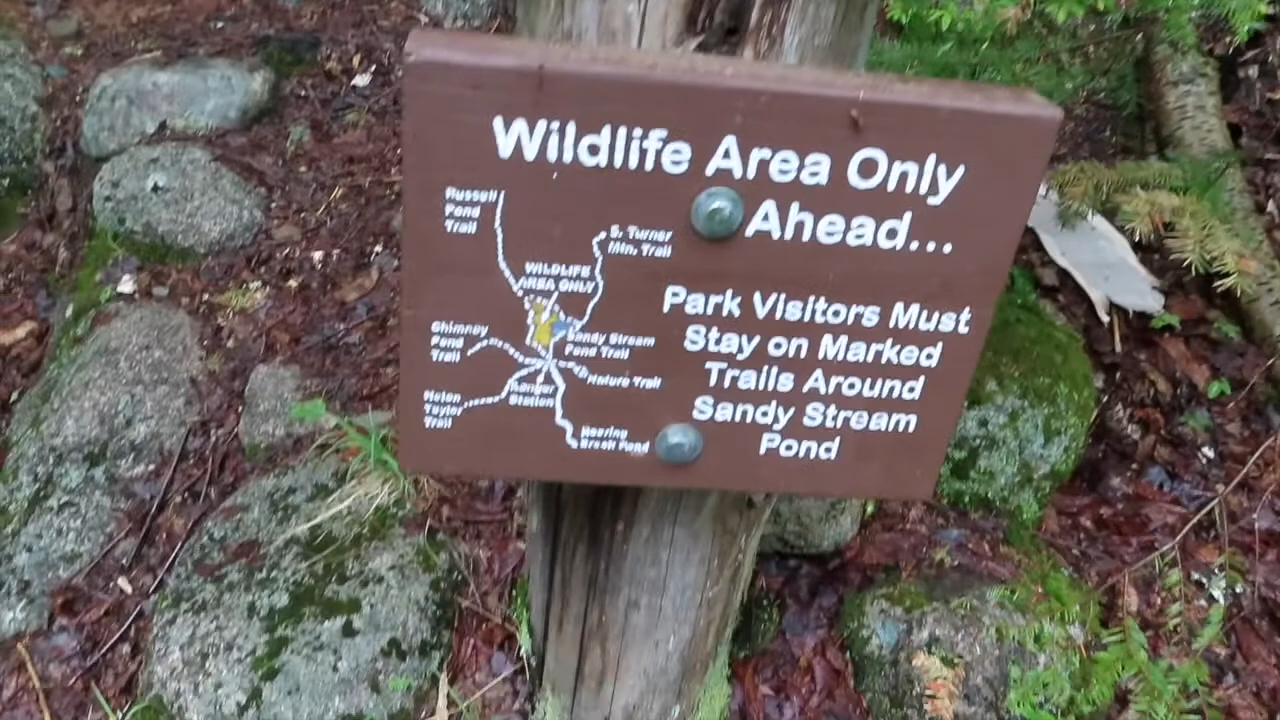 Wildlife Area Only
Ahead...
Park Visitors Must
Stay on Marked
Trails Around
Sandy Stream
Pond
Russell
Pond
Trail
S. Turner
Mtn. Trail
WILDLIFE
AREA ONLY
Chimney
Pond
Trail
Sandy Stream
Pond Trail
Nature Trail
Ranger
Station
Helon
Taylor
Trail
Roaring
Brook Pond